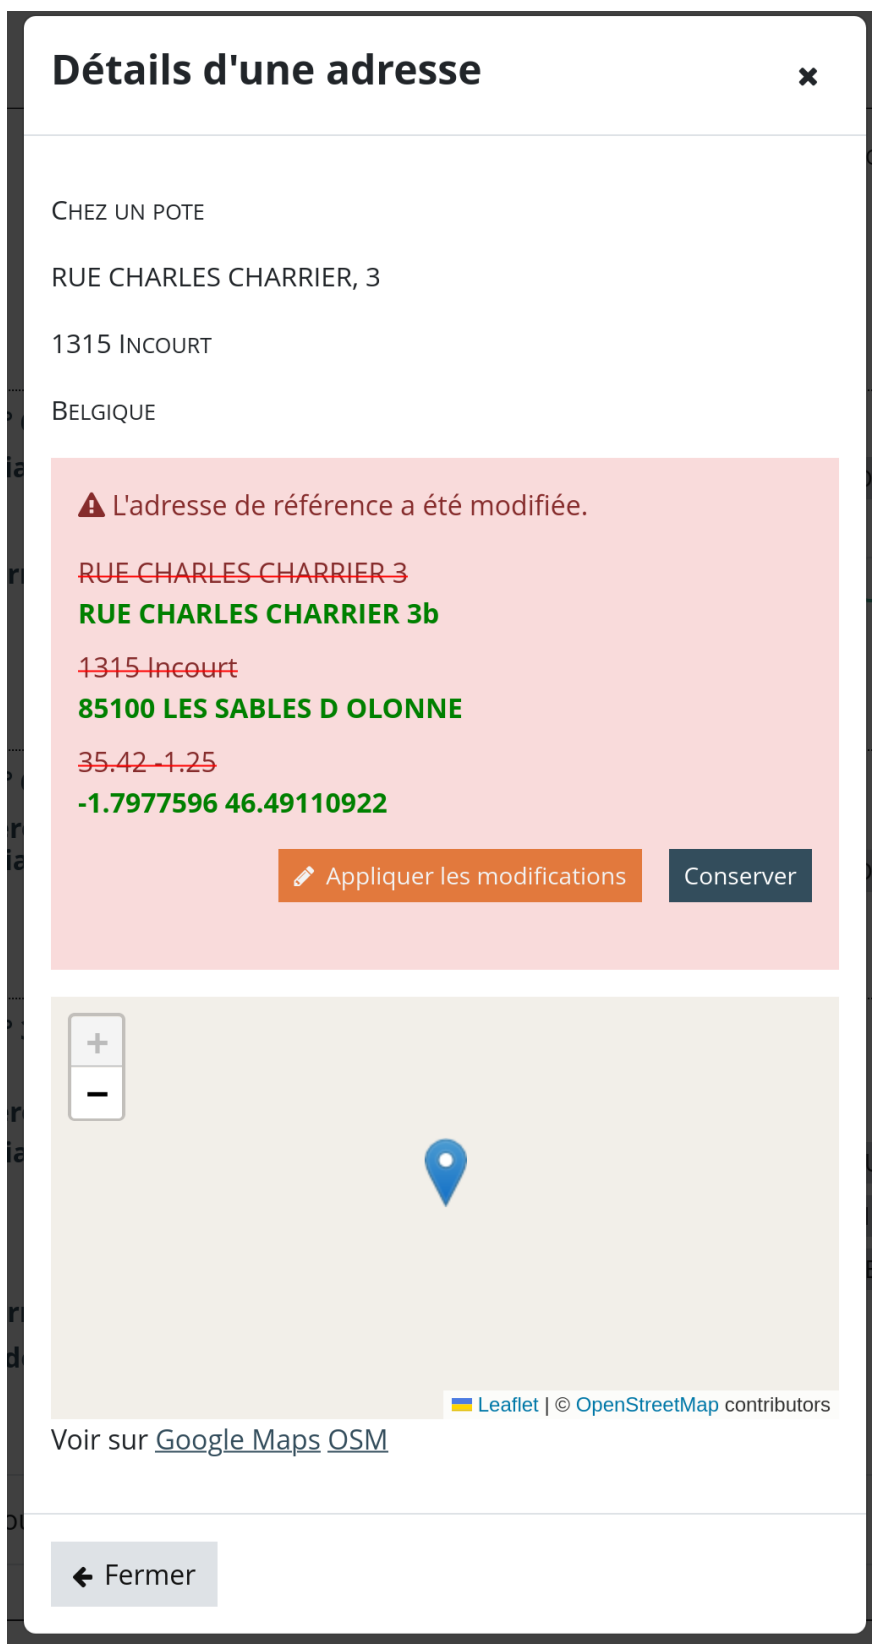 Détails d'une adresse
Chez un pote
RUE CHARLES CHARRIER, 3
1315 Incourt
Belgique
L'adresse de référence a été modifiée.
RUE CHARLES CHARRIER 3
RUE CHARLES CHARRIER 3b
1315 Incourt
85100 LES SABLES D OLONNE
35.42 -1.25
-1.7977596 46.49110922
Appliquer les modifications
Conserver
+
−
Leaflet | © OpenStreetMap contributors
Voir sur Google Maps OSM
Fermer